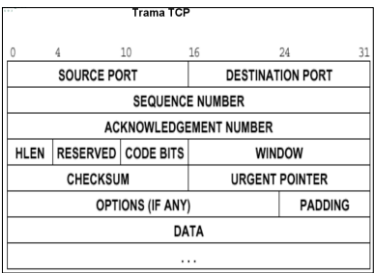 Trama TCP
0 4 10 16 24 31
SOURCE PORT DESTINATION PORT
SEQUENCE NUMBER
ACKNOWLEDGEMENT NUMBER
HLEN RESERVED CODE BITS WINDOW
CHECKSUM URGENT POINTER
OPTIONS (IF ANY) PADDING
DATA
...